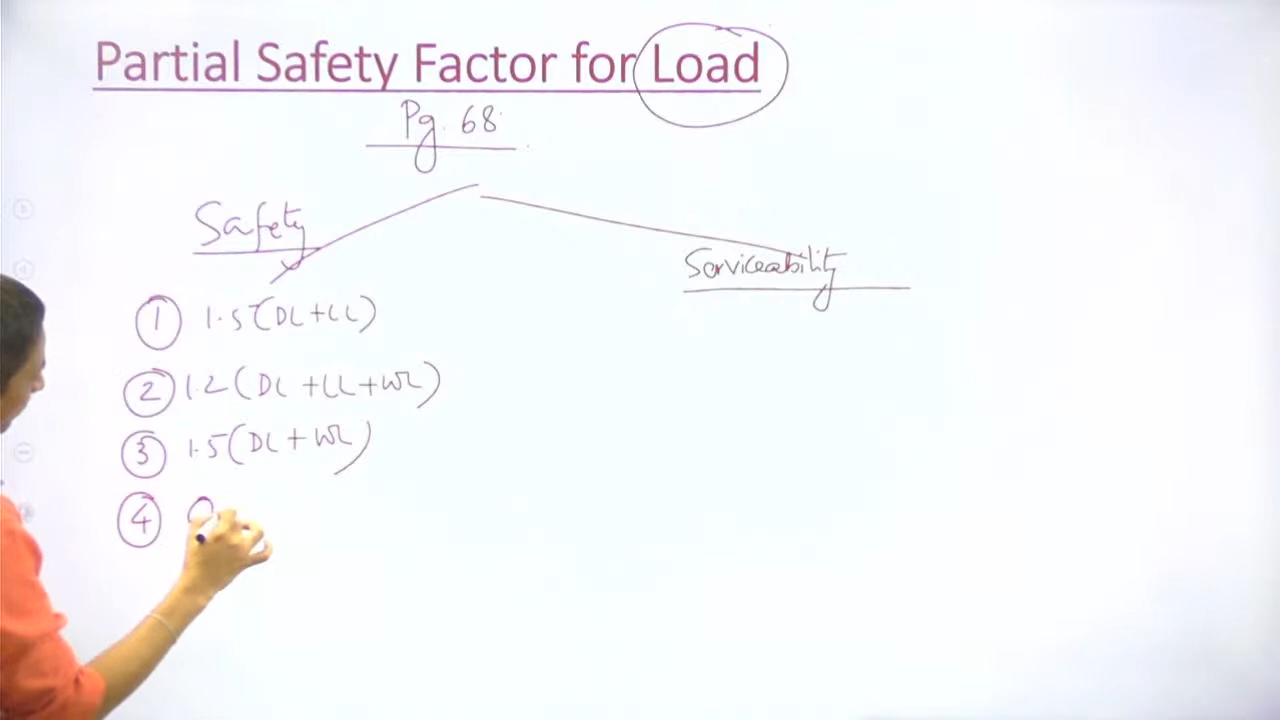 Partial Safety Factor for Load
Pg. 68
Safety
Serviceability
1 1.5(DL+LL)
2 1.2(DL+LL+WL)
3 1.5(DL+WL)
4 0